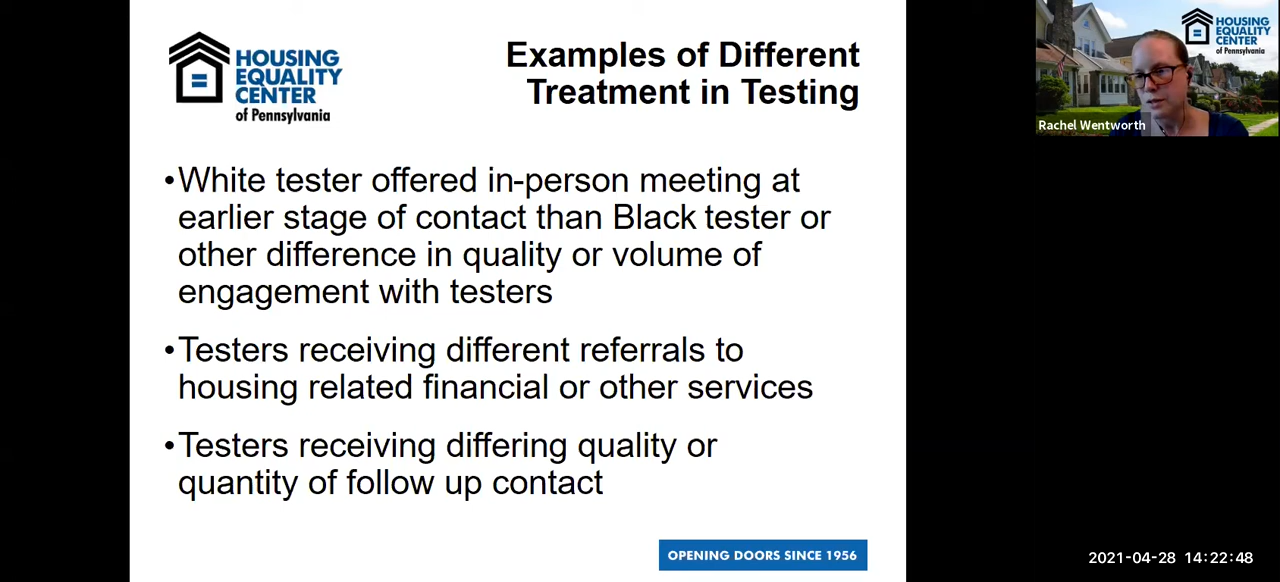 HOUSING
EQUALITY
CENTER
of Pennsylvania
Examples of Different
Treatment in Testing
•White tester offered in-person meeting at
earlier stage of contact than Black tester or
other difference in quality or volume of
engagement with testers
•Testers receiving different referrals to
housing related financial or other services
•Testers receiving differing quality or
quantity of follow up contact
OPENING DOORS SINCE 1956
HOUSING
EQUALITY
CENTER
of Pennsylvania
Rachel Wentworth
2021-04-28 14:22:48